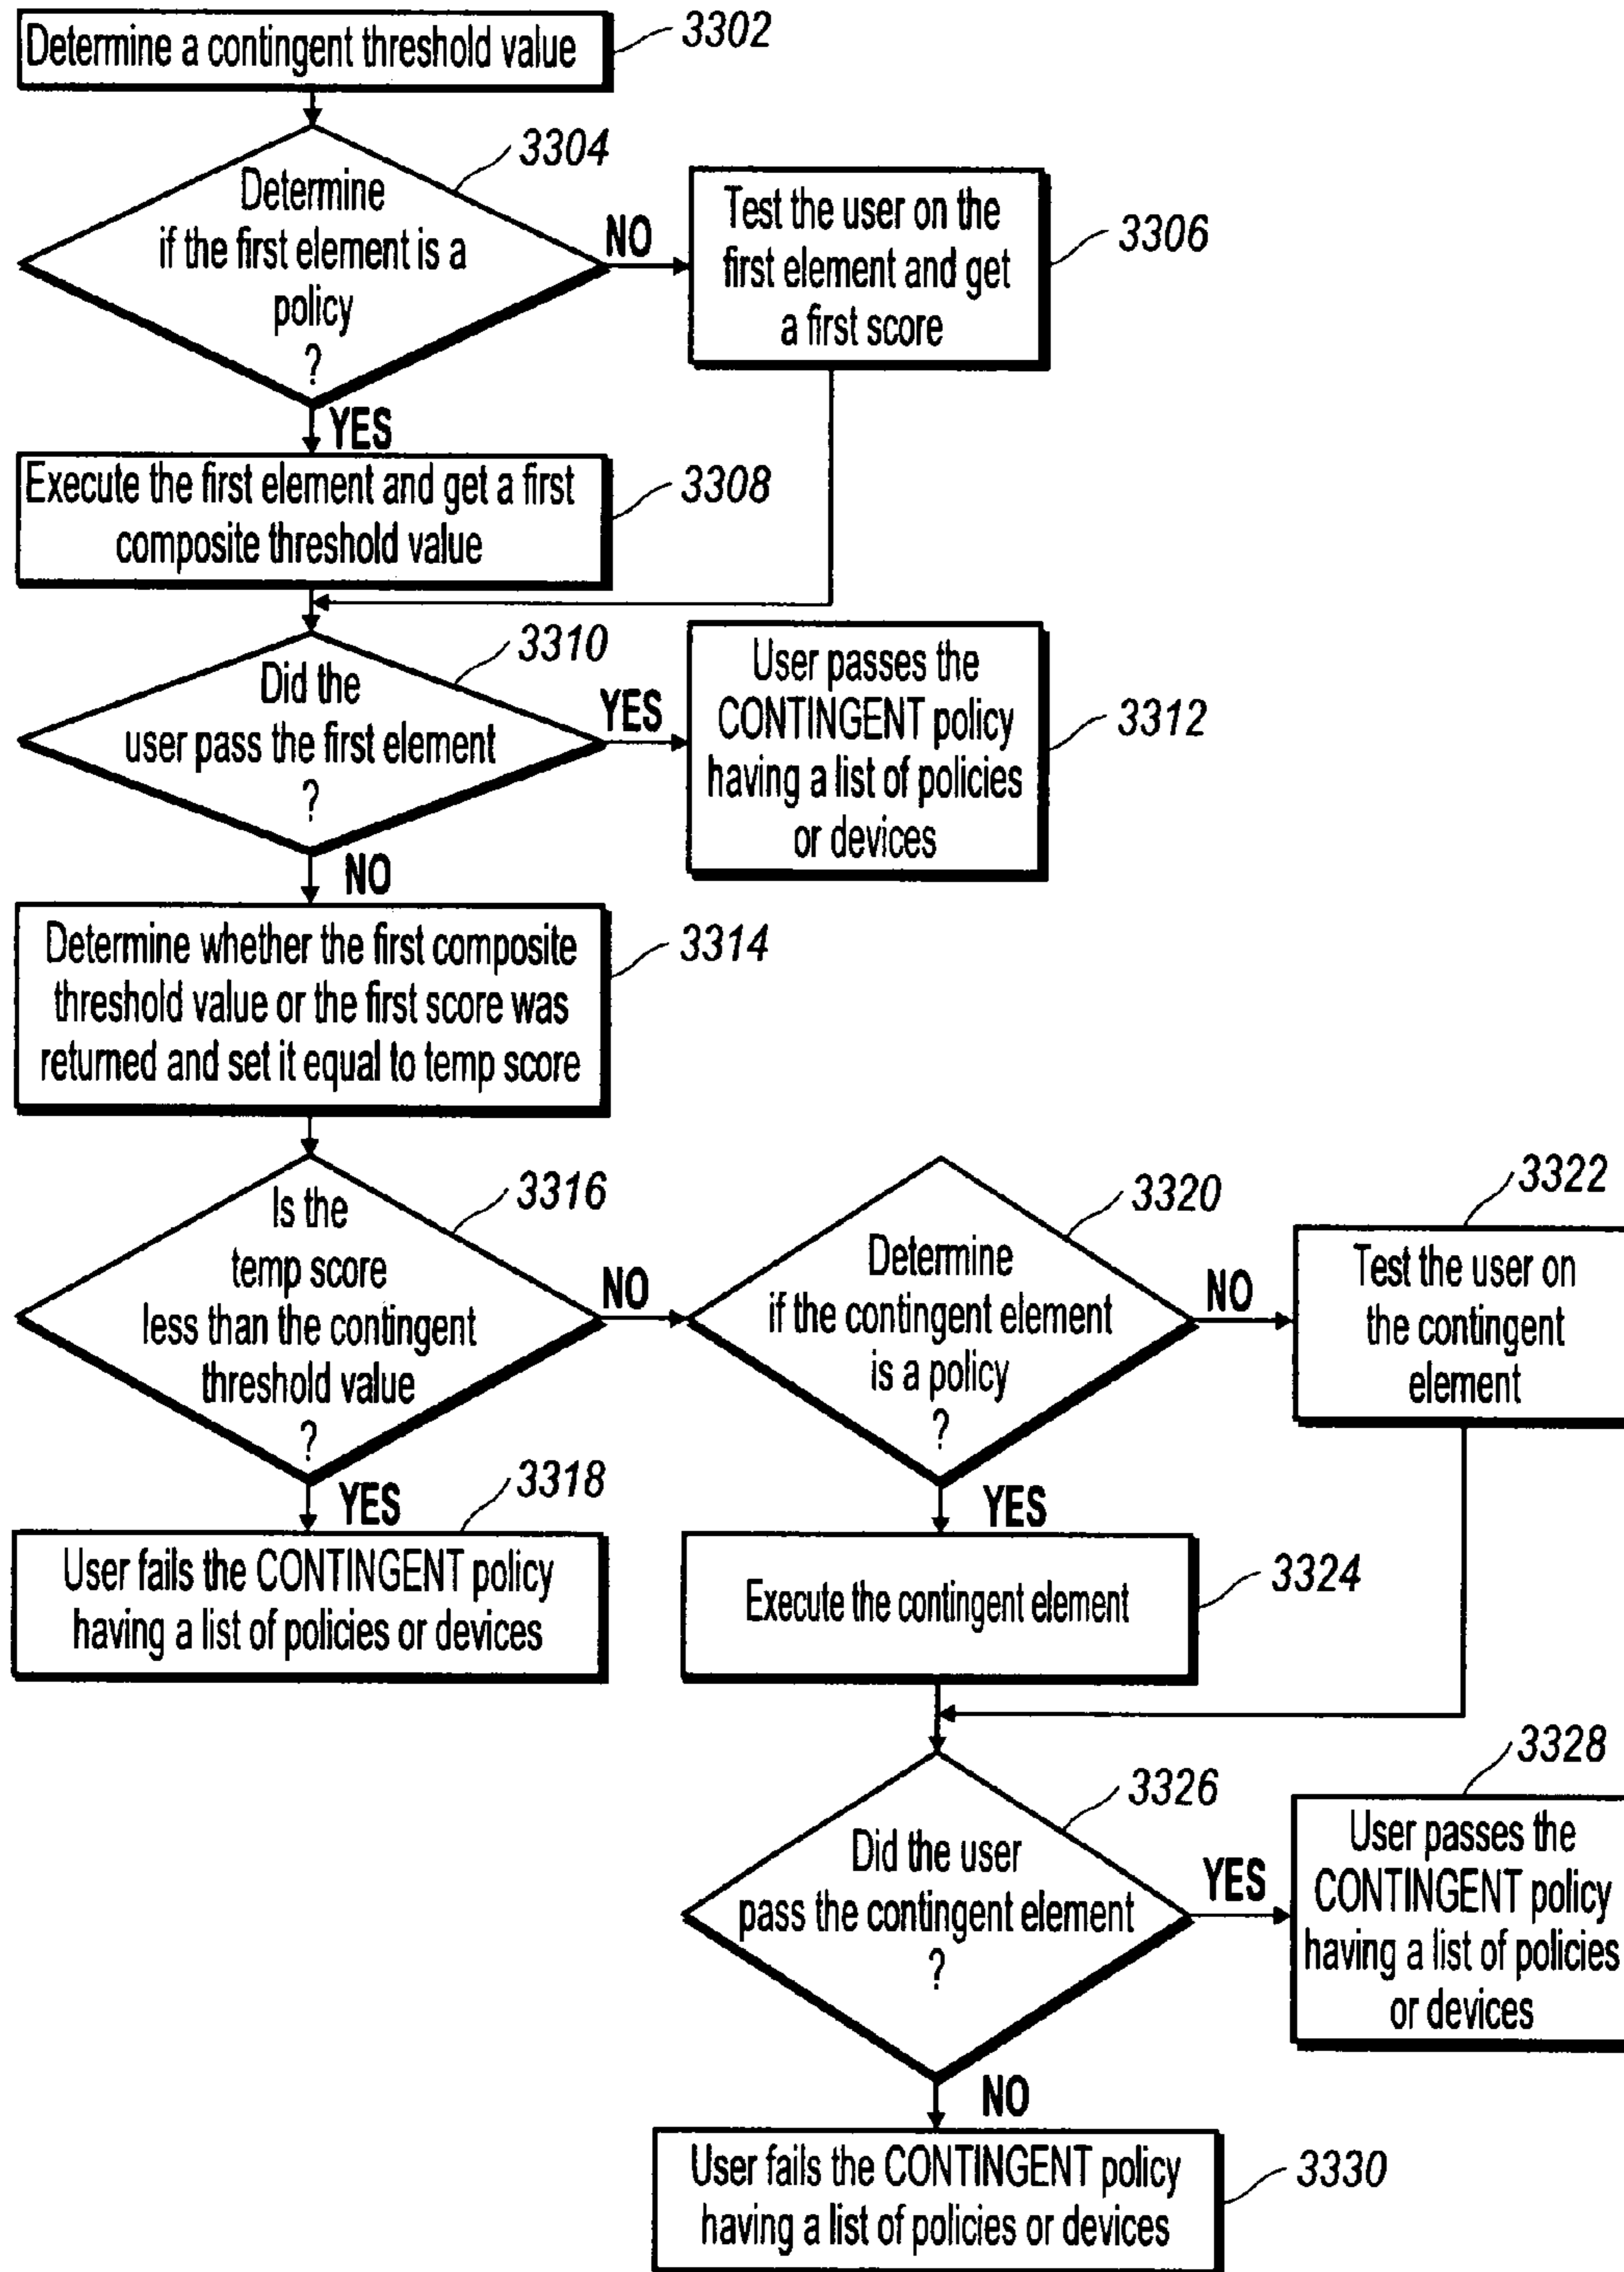 Determine a contingent threshold value
3302
3304
Determine
if the first element is a
policy
?
NO
YES
Test the user on the
first element and get
a first score
3306
Execute the first element and get a first
composite threshold value
3308
3310
Did the
user pass the first element
?
YES
NO
User passes the
CONTINGENT policy
having a list of policies
or devices
3312
Determine whether the first composite
threshold value or the first score was
returned and set it equal to temp score
3314
3316
Is the
temp score
less than the contingent
threshold value
?
NO
YES
3318
User fails the CONTINGENT policy
having a list of policies or devices
3320
Determine
if the contingent element
is a policy
?
NO
YES
3322
Test the user on
the contingent
element
Execute the contingent element
3324
3326
Did the user
pass the contingent element
?
YES
NO
3328
User passes the
CONTINGENT policy
having a list of policies
or devices
User fails the CONTINGENT policy
having a list of policies or devices
3330